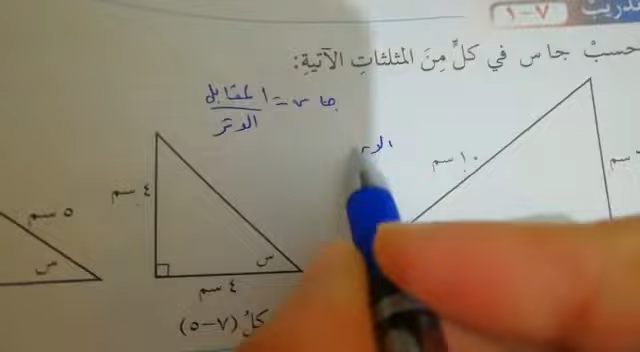 تدريب ٧-١
احسبْ جا س في كلٍّ مِنَ المثلثاتِ الآتيةِ:
جا س = المقابل
الوتر
١٠ سم
٤ سم
٥ سم
س
س
٤ سم
(٧-٥)